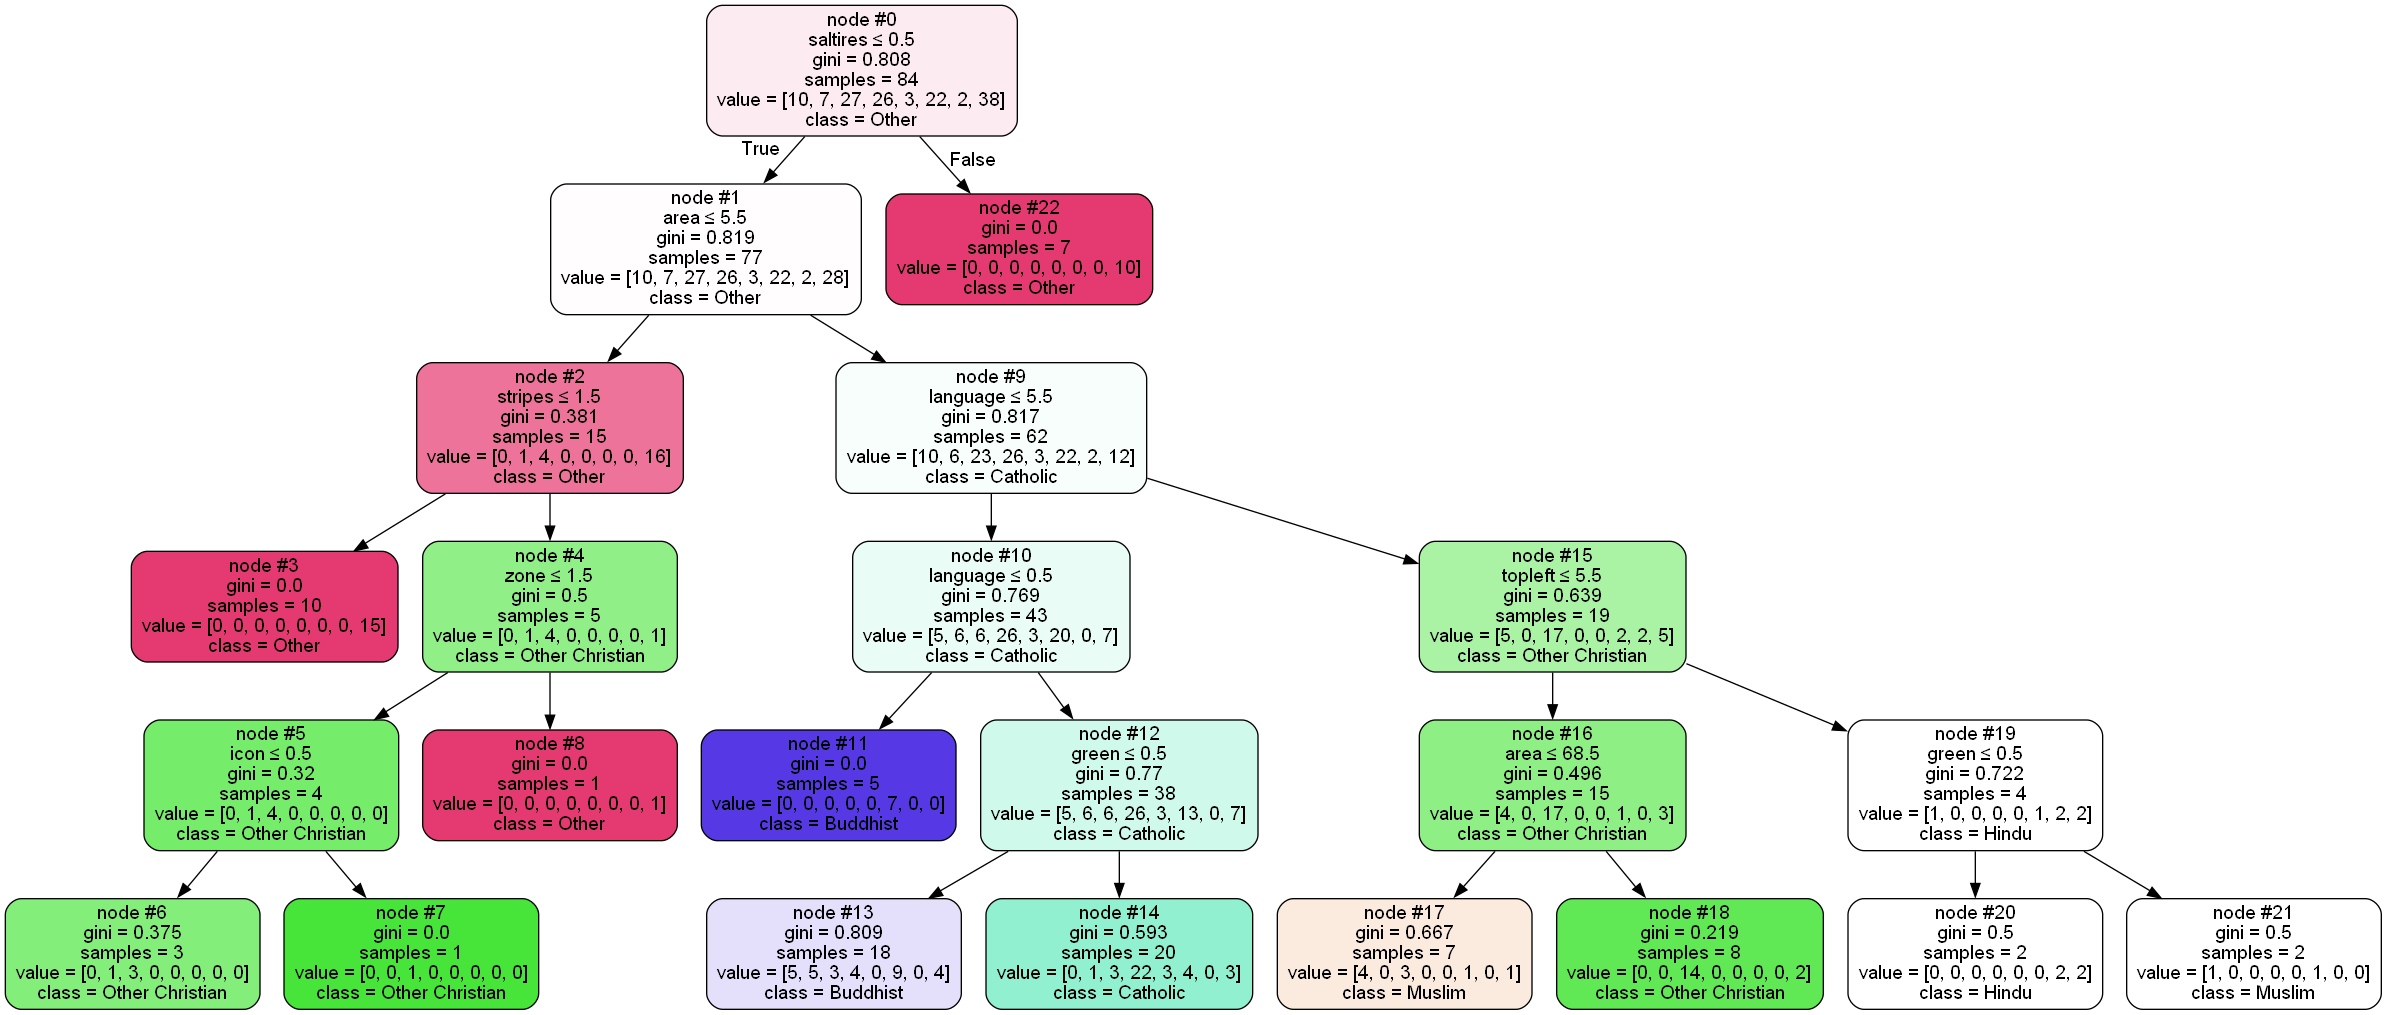 node #0
saltires ≤ 0.5
gini = 0.808
samples = 84
value = [10, 7, 27, 26, 3, 22, 2, 38]
class = Other
True
False
node #1
area ≤ 5.5
gini = 0.819
samples = 77
value = [10, 7, 27, 26, 3, 22, 2, 28]
class = Other
node #22
gini = 0.0
samples = 7
value = [0, 0, 0, 0, 0, 0, 0, 10]
class = Other
node #2
stripes ≤ 1.5
gini = 0.381
samples = 15
value = [0, 1, 4, 0, 0, 0, 0, 16]
class = Other
node #9
language ≤ 5.5
gini = 0.817
samples = 62
value = [10, 6, 23, 26, 3, 22, 2, 12]
class = Catholic
node #3
gini = 0.0
samples = 10
value = [0, 0, 0, 0, 0, 0, 0, 15]
class = Other
node #4
zone ≤ 1.5
gini = 0.5
samples = 5
value = [0, 1, 4, 0, 0, 0, 0, 1]
class = Other Christian
node #10
language ≤ 0.5
gini = 0.769
samples = 43
value = [5, 6, 6, 26, 3, 20, 0, 7]
class = Catholic
node #15
topleft ≤ 5.5
gini = 0.639
samples = 19
value = [5, 0, 17, 0, 0, 2, 2, 5]
class = Other Christian
node #5
icon ≤ 0.5
gini = 0.32
samples = 4
value = [0, 1, 4, 0, 0, 0, 0, 0]
class = Other Christian
node #8
gini = 0.0
samples = 1
value = [0, 0, 0, 0, 0, 0, 0, 1]
class = Other
node #11
gini = 0.0
samples = 5
value = [0, 0, 0, 0, 0, 7, 0, 0]
class = Buddhist
node #12
green ≤ 0.5
gini = 0.77
samples = 38
value = [5, 6, 6, 26, 3, 13, 0, 7]
class = Catholic
node #16
area ≤ 68.5
gini = 0.496
samples = 15
value = [4, 0, 17, 0, 0, 1, 0, 3]
class = Other Christian
node #19
green ≤ 0.5
gini = 0.722
samples = 4
value = [1, 0, 0, 0, 0, 1, 2, 2]
class = Hindu
node #6
gini = 0.375
samples = 3
value = [0, 1, 3, 0, 0, 0, 0, 0]
class = Other Christian
node #7
gini = 0.0
samples = 1
value = [0, 0, 1, 0, 0, 0, 0, 0]
class = Other Christian
node #13
gini = 0.809
samples = 18
value = [5, 5, 3, 4, 0, 9, 0, 4]
class = Buddhist
node #14
gini = 0.593
samples = 20
value = [0, 1, 3, 22, 3, 4, 0, 3]
class = Catholic
node #17
gini = 0.667
samples = 7
value = [4, 0, 3, 0, 0, 1, 0, 1]
class = Muslim
node #18
gini = 0.219
samples = 8
value = [0, 0, 14, 0, 0, 0, 0, 2]
class = Other Christian
node #20
gini = 0.5
samples = 2
value = [0, 0, 0, 0, 0, 0, 2, 2]
class = Hindu
node #21
gini = 0.5
samples = 2
value = [1, 0, 0, 0, 0, 1, 0, 0]
class = Muslim